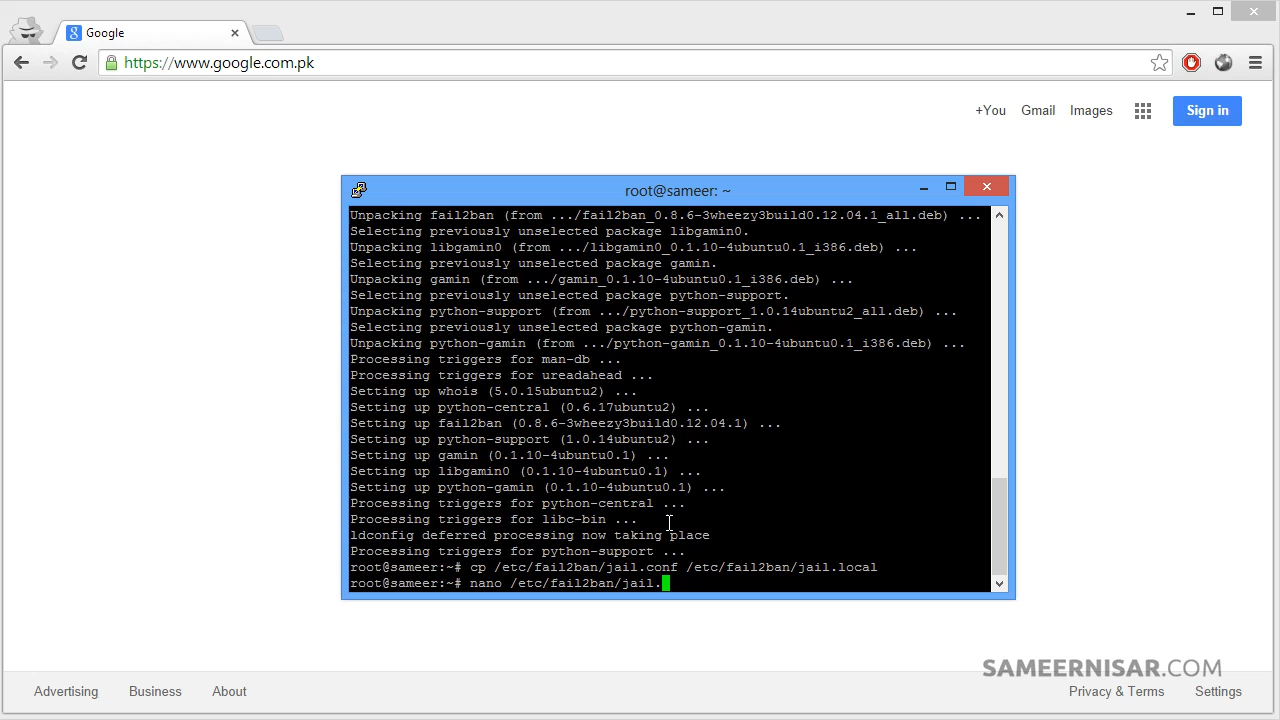 Google
https://www.google.com.pk
+You Gmail Images Sign in
root@sameer: ~
Unpacking fail2ban (from .../fail2ban_0.8.6-3wheezy3build0.12.04.1_all.deb) ...
Selecting previously unselected package libgamin0.
Unpacking libgamin0 (from .../libgamin0_0.1.10-4ubuntu0.1_i386.deb) ...
Selecting previously unselected package gamin.
Unpacking gamin (from .../gamin_0.1.10-4ubuntu0.1_i386.deb) ...
Selecting previously unselected package python-support.
Unpacking python-support (from .../python-support_1.0.14ubuntu2_all.deb) ...
Selecting previously unselected package python-gamin.
Unpacking python-gamin (from .../python-gamin_0.1.10-4ubuntu0.1_i386.deb) ...
Processing triggers for man-db ...
Processing triggers for ureadahead ...
Setting up whois (5.0.15ubuntu2) ...
Setting up python-central (0.6.17ubuntu2) ...
Setting up fail2ban (0.8.6-3wheezy3build0.12.04.1) ...
Setting up python-support (1.0.14ubuntu2) ...
Setting up gamin (0.1.10-4ubuntu0.1) ...
Setting up libgamin0 (0.1.10-4ubuntu0.1) ...
Setting up python-gamin (0.1.10-4ubuntu0.1) ...
Processing triggers for python-central ...
Processing triggers for libc-bin ...
ldconfig deferred processing now taking place
Processing triggers for python-support ...
root@sameer:~# cp /etc/fail2ban/jail.conf /etc/fail2ban/jail.local
root@sameer:~# nano /etc/fail2ban/jail.
SAMEERNISAR.COM
Advertising Business About Privacy & Terms Settings